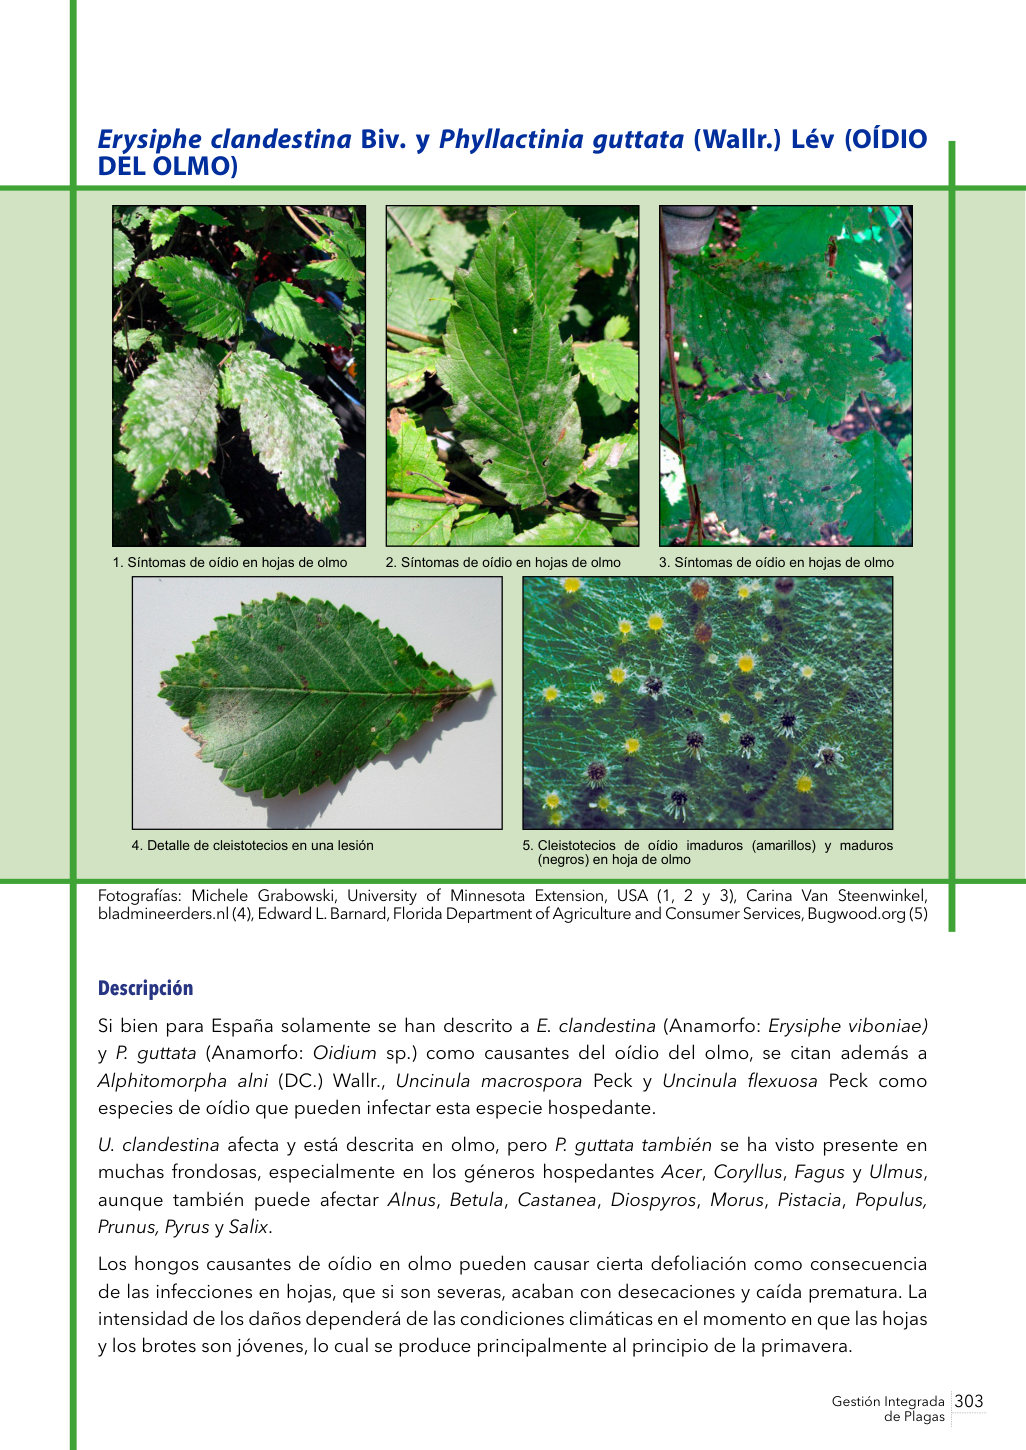 Erysiphe clandestina Biv. y Phyllactinia guttata (Wallr.) Lév (OÍDIO
DEL OLMO)
1. Síntomas de oídio en hojas de olmo
2. Síntomas de oídio en hojas de olmo
3. Síntomas de oídio en hojas de olmo
4. Detalle de cleistotecios en una lesión
5. Cleistotecios de oídio imaduros (amarillos) y maduros
(negros) en hoja de olmo
Fotografías: Michele Grabowski, University of Minnesota Extension, USA (1, 2 y 3), Carina Van Steenwinkel,
bladmineerders.nl (4), Edward L. Barnard, Florida Department of Agriculture and Consumer Services, Bugwood.org (5)
Descripción
Si bien para España solamente se han descrito a E. clandestina (Anamorfo: Erysiphe viboniae)
y P. guttata (Anamorfo: Oidium sp.) como causantes del oídio del olmo, se citan además a
Alphitomorpha alni (DC.) Wallr., Uncinula macrospora Peck y Uncinula flexuosa Peck como
especies de oídio que pueden infectar esta especie hospedante.
U. clandestina afecta y está descrita en olmo, pero P. guttata también se ha visto presente en
muchas frondosas, especialmente en los géneros hospedantes Acer, Coryllus, Fagus y Ulmus,
aunque también puede afectar Alnus, Betula, Castanea, Diospyros, Morus, Pistacia, Populus,
Prunus, Pyrus y Salix.
Los hongos causantes de oídio en olmo pueden causar cierta defoliación como consecuencia
de las infecciones en hojas, que si son severas, acaban con desecaciones y caída prematura. La
intensidad de los daños dependerá de las condiciones climáticas en el momento en que las hojas
y los brotes son jóvenes, lo cual se produce principalmente al principio de la primavera.
Gestión Integrada
de Plagas
303